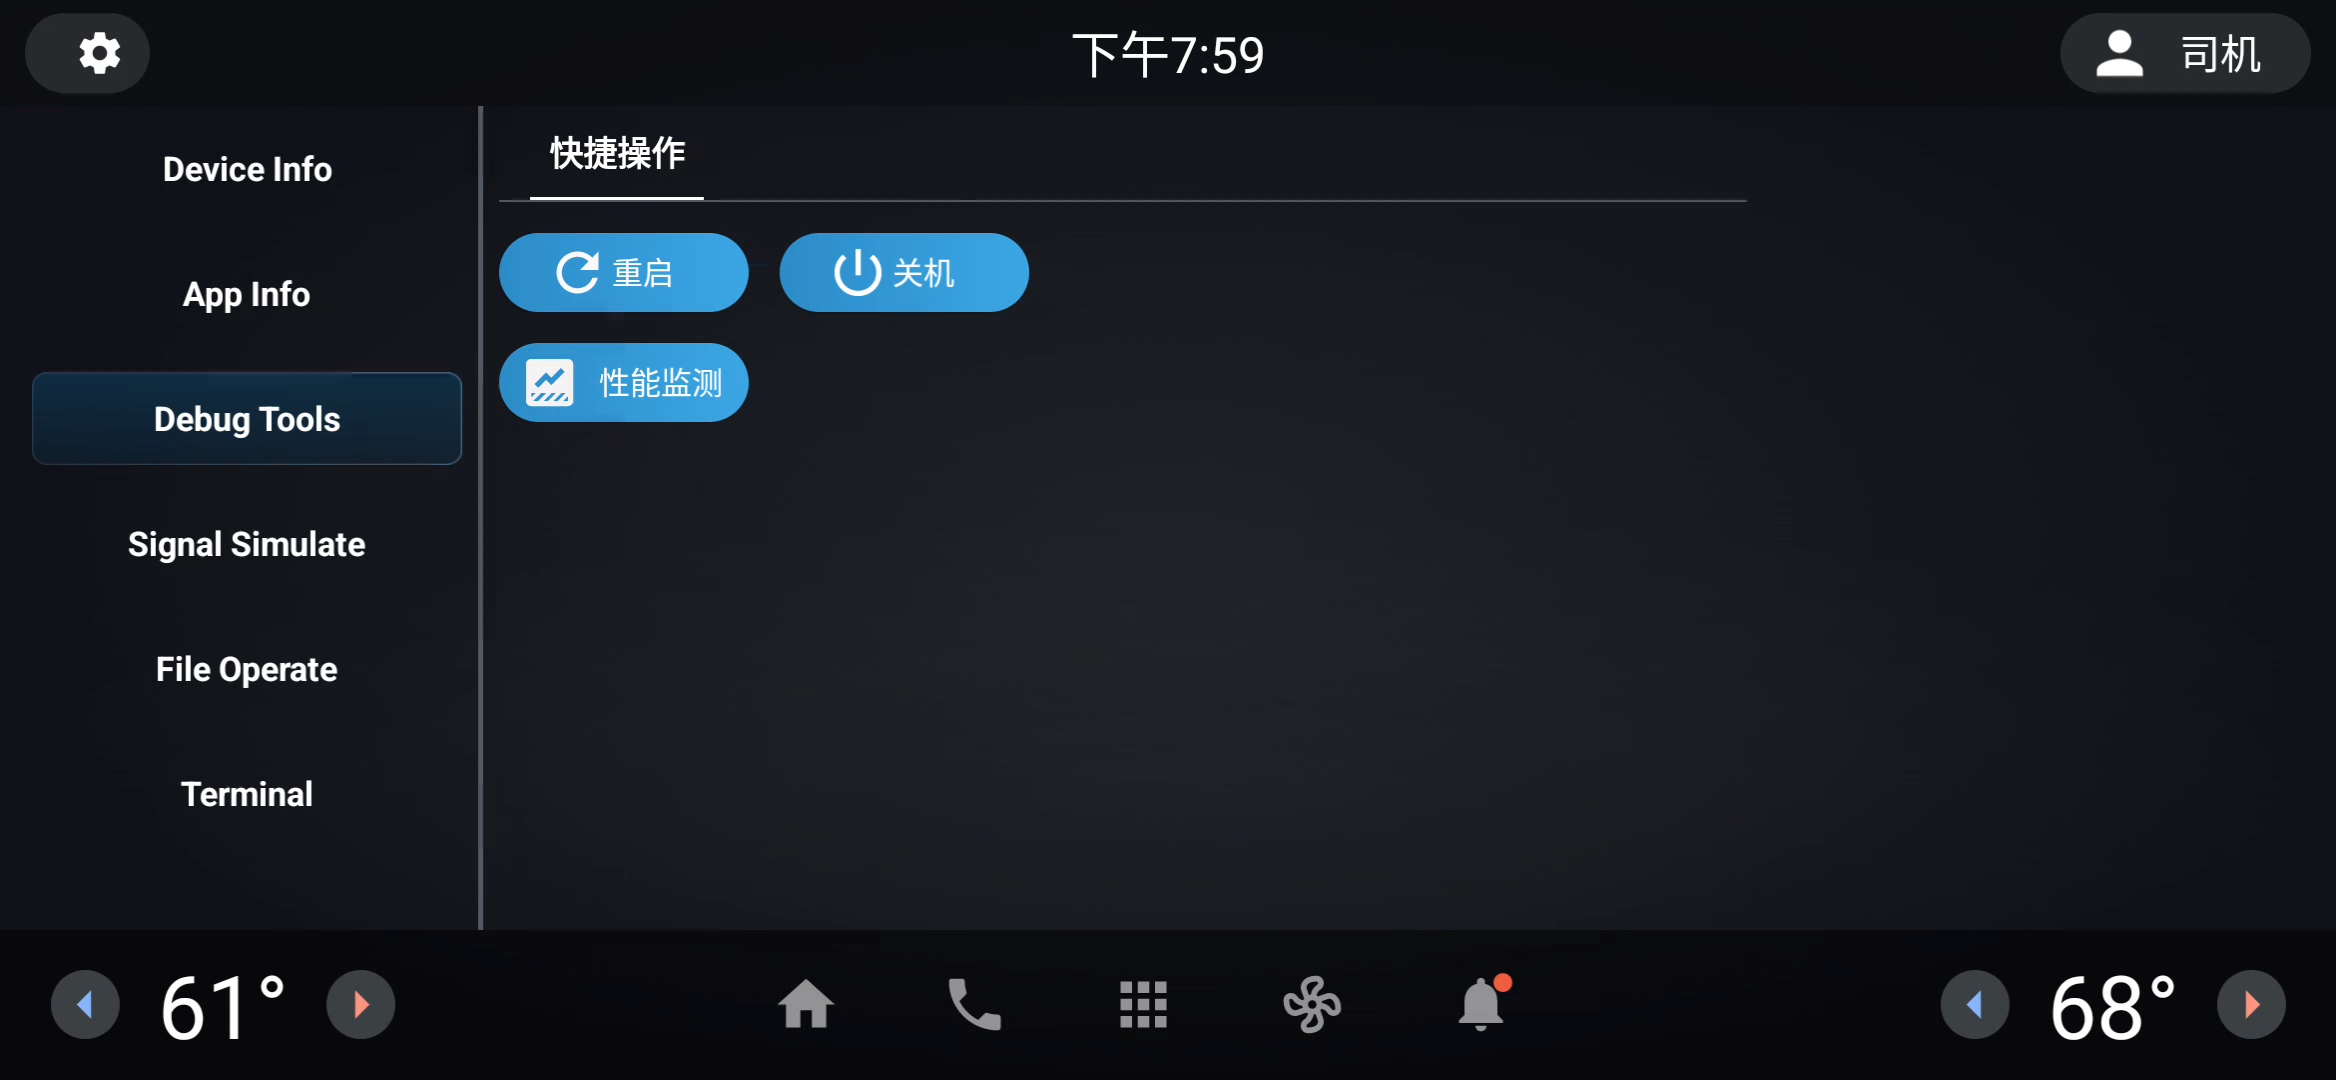 下午7:59
司机
Device Info
App Info
Debug Tools
Signal Simulate
File Operate
Terminal
快捷操作
重启
关机
性能监测
61°
68°